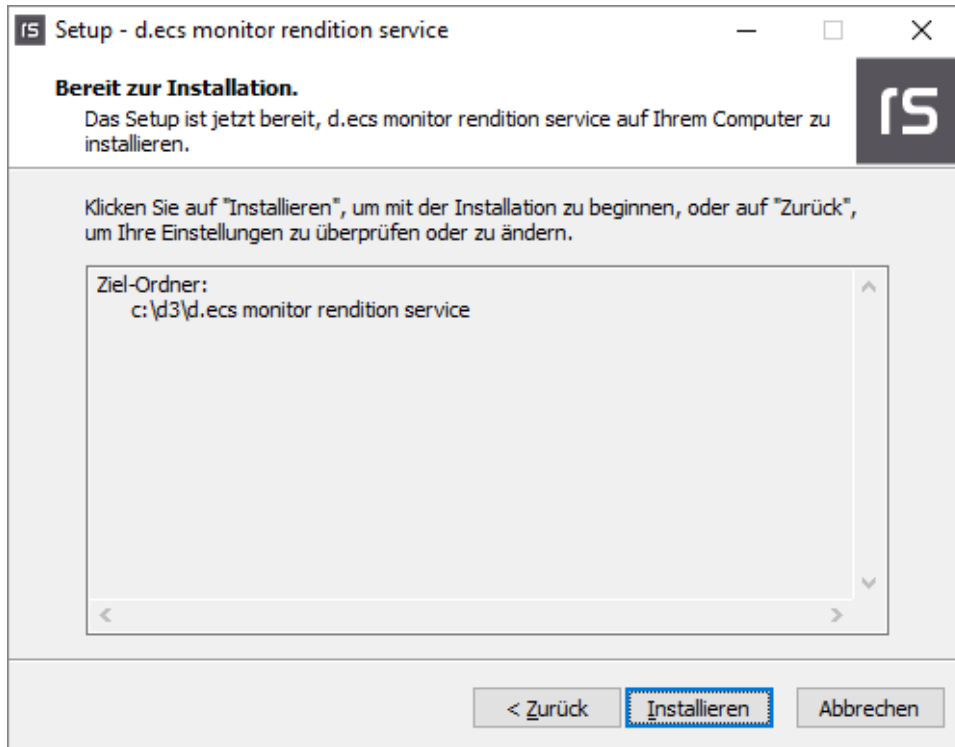 rs Setup - d.ecs monitor rendition service
Bereit zur Installation.
Das Setup ist jetzt bereit, d.ecs monitor rendition service auf Ihrem Computer zu
installieren.
rs
Klicken Sie auf "Installieren", um mit der Installation zu beginnen, oder auf "Zurück",
um Ihre Einstellungen zu überprüfen oder zu ändern.
Ziel-Ordner:
c:\d3\d.ecs monitor rendition service
< Zurück Installieren Abbrechen